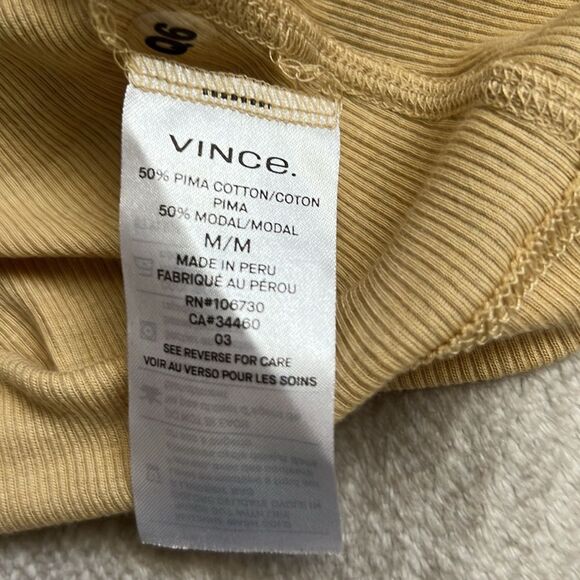 Q6
VINCE.
50% PIMA COTTON/COTON
PIMA
50% MODAL/MODAL
M/M
MADE IN PERU
FABRIQUÉ AU PÉROU
RN#106730
CA#34460
03
SEE REVERSE FOR CARE
VOIR AU VERSO POUR LES SOINS